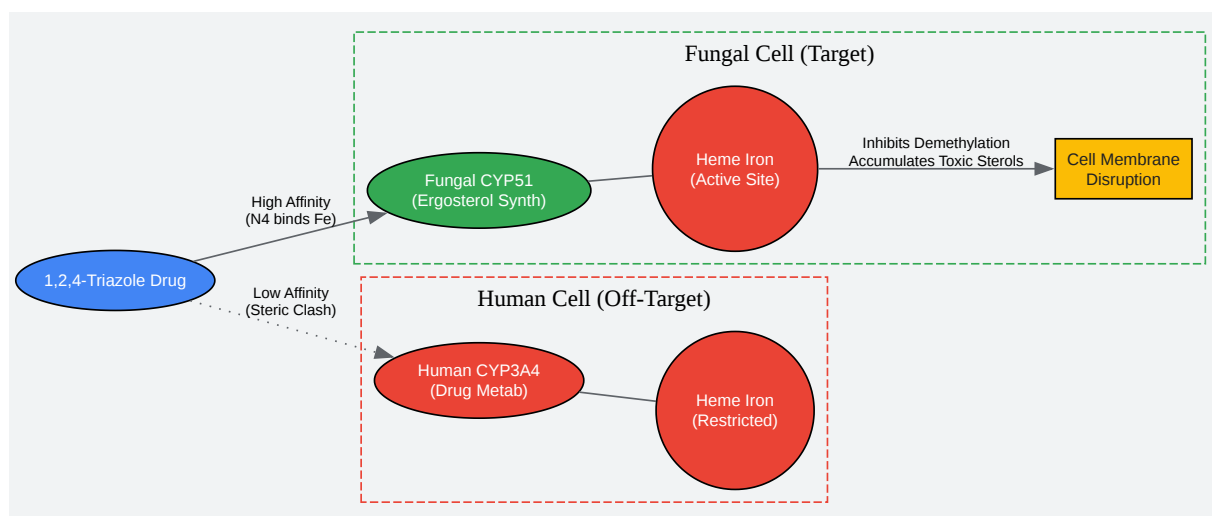 Fungal Cell (Target)
Heme Iron
(Active Site)
Inhibits Demethylation
Accumulates Toxic Sterols
Cell Membrane
Disruption
Fungal CYP51
(Ergosterol Synth)
High Affinity
(N4 binds Fe)
1,2,4-Triazole Drug
Low Affinity
(Steric Clash)
Human Cell (Off-Target)
Human CYP3A4
(Drug Metab)
Heme Iron
(Restricted)